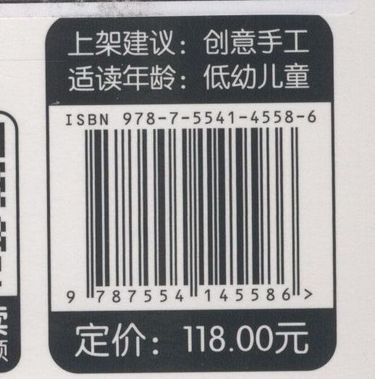 上架建议：创意手工
适读年龄：低幼儿童
ISBN 978-7-5541-4558-6
9 787554 145586 >
定价：118.00元